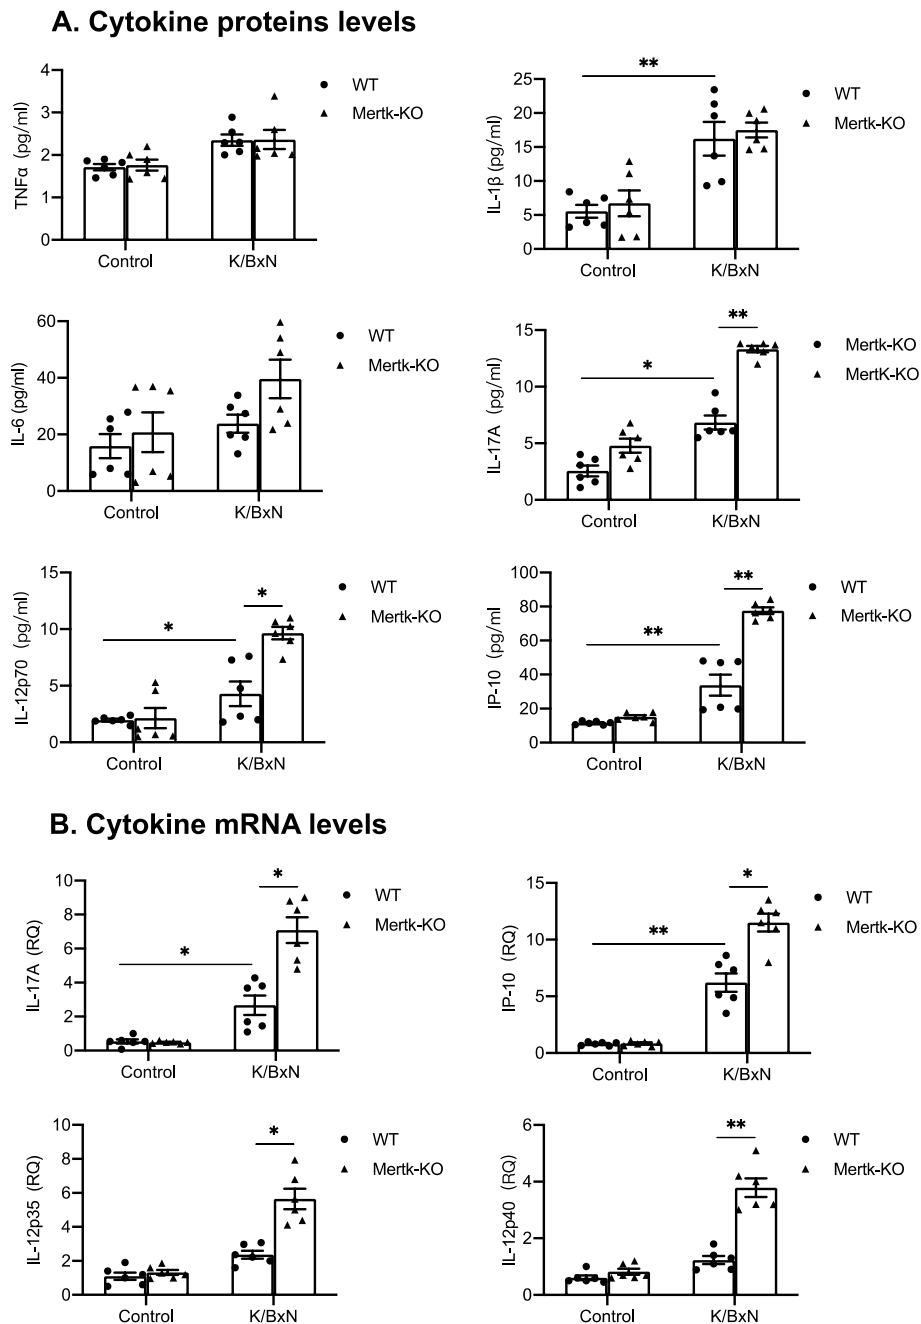 A. Cytokine proteins levels
TNFα (pg/ml)
4
3
2
1
0
Control
K/BxN
WT
Mertk-KO
IL-1β (pg/ml)
25
20
15
10
5
0
**
Control
K/BxN
WT
Mertk-KO
IL-6 (pg/ml)
60
40
20
0
Control
K/BxN
WT
Mertk-KO
IL-17A (pg/ml)
15
10
5
0
*
**
Control
K/BxN
Mertk-KO
MertK-KO
IL-12p70 (pg/ml)
15
10
5
0
*
*
Control
K/BxN
WT
Mertk-KO
IP-10 (pg/ml)
100
80
60
40
20
0
**
**
Control
K/BxN
WT
Mertk-KO
B. Cytokine mRNA levels
IL-17A (RQ)
10
8
6
4
2
0
*
*
Control
K/BxN
WT
Mertk-KO
IP-10 (RQ)
15
10
5
0
**
*
Control
K/BxN
WT
Mertk-KO
IL-12p35 (RQ)
10
8
6
4
2
0
*
Control
K/BxN
WT
Mertk-KO
IL-12p40 (RQ)
6
4
2
0
**
Control
K/BxN
WT
Mertk-KO